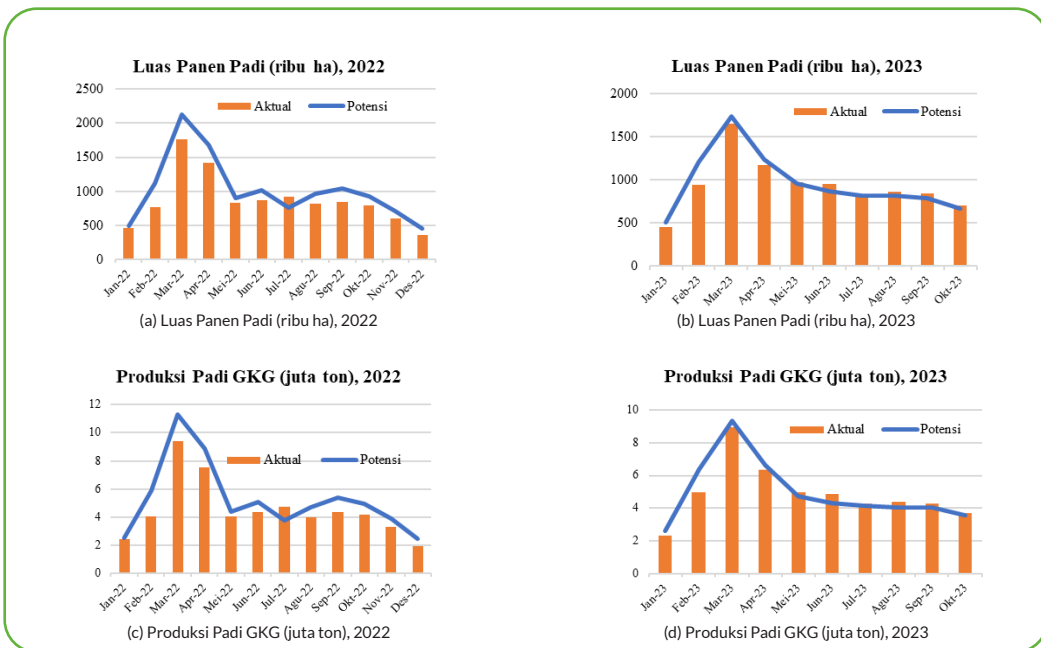 Luas Panen Padi (ribu ha), 2022
2500
2000
1500
1000
500
0
Aktual
Potensi
Jan-22
Feb-22
Mar-22
Apr-22
Mei-22
Jun-22
Jul-22
Agu-22
Sep-22
Okt-22
Nov-22
Des-22
(a) Luas Panen Padi (ribu ha), 2022
Luas Panen Padi (ribu ha), 2023
2000
1500
1000
500
0
Aktual
Potensi
Jan-23
Feb-23
Mar-23
Apr-23
Mei-23
Jun-23
Jul-23
Agu-23
Sep-23
Okt-23
(b) Luas Panen Padi (ribu ha), 2023
Produksi Padi GKG (juta ton), 2022
12
10
8
6
4
2
0
Aktual
Potensi
Jan-22
Feb-22
Mar-22
Apr-22
Mei-22
Jun-22
Jul-22
Agu-22
Sep-22
Okt-22
Nov-22
Des-22
(c) Produksi Padi GKG (juta ton), 2022
Produksi Padi GKG (juta ton), 2023
10
8
6
4
2
0
Aktual
Potensi
Jan-23
Feb-23
Mar-23
Apr-23
Mei-23
Jun-23
Jul-23
Agu-23
Sep-23
Okt-23
(d) Produksi Padi GKG (juta ton), 2023